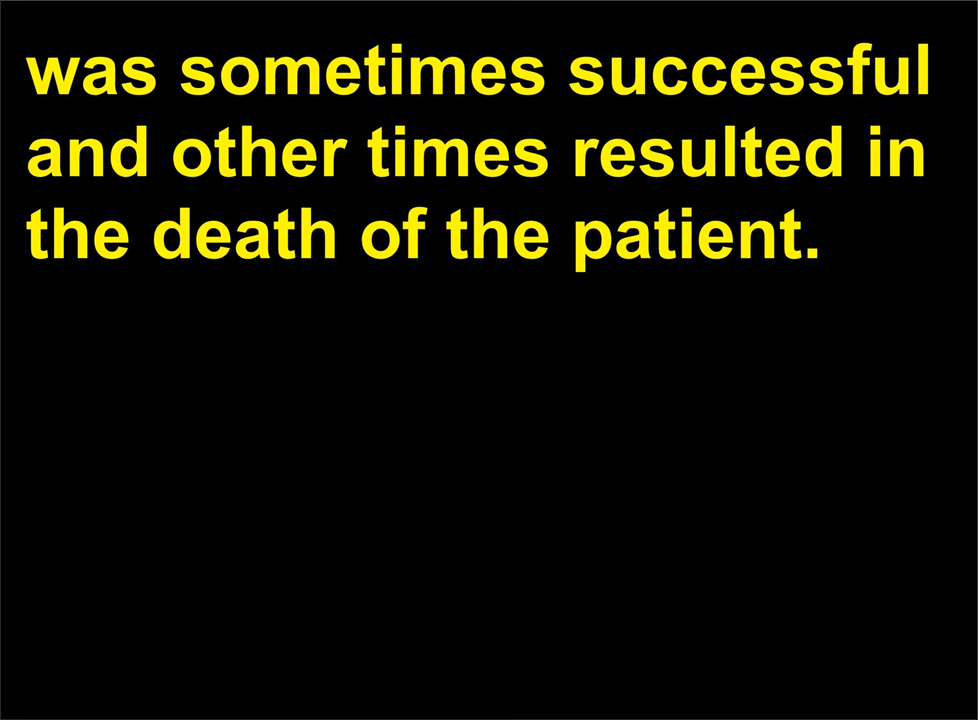 was sometimes successful
and other times resulted in
the death of the patient.